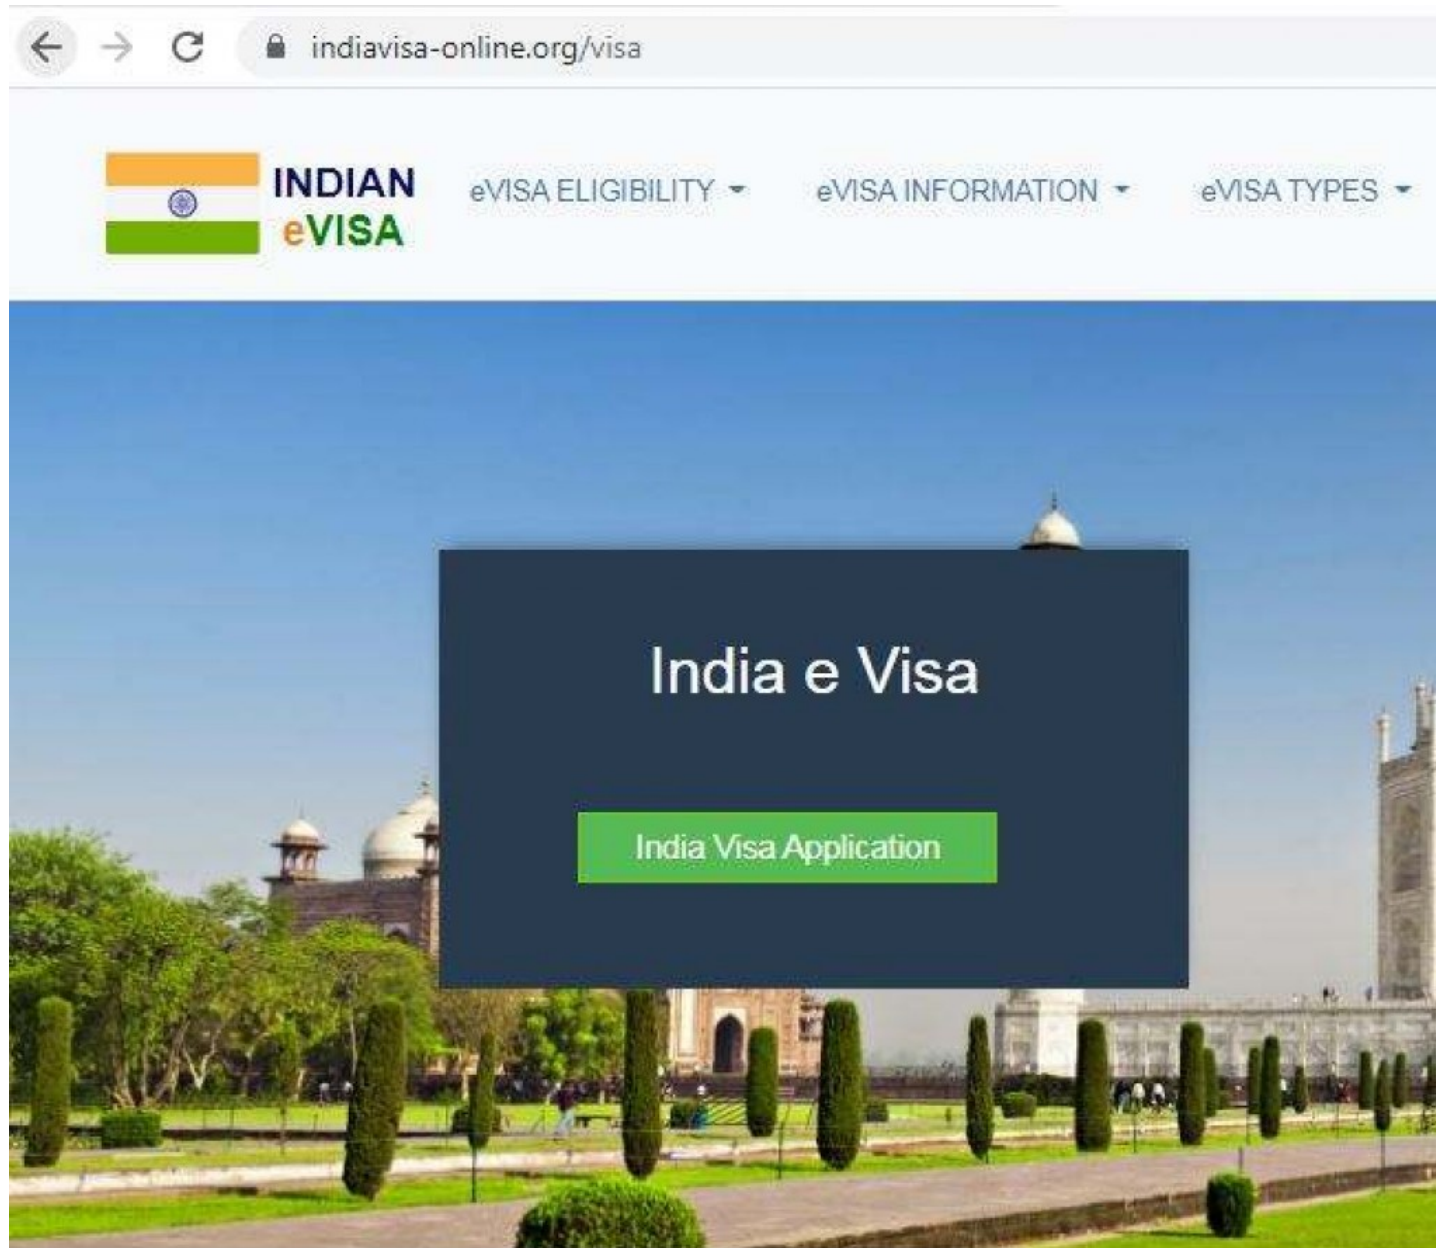 indiavisa-online.org/visa
INDIAN
eVISA
eVISA ELIGIBILITY
eVISA INFORMATION
eVISA TYPES
India e Visa
India Visa Application